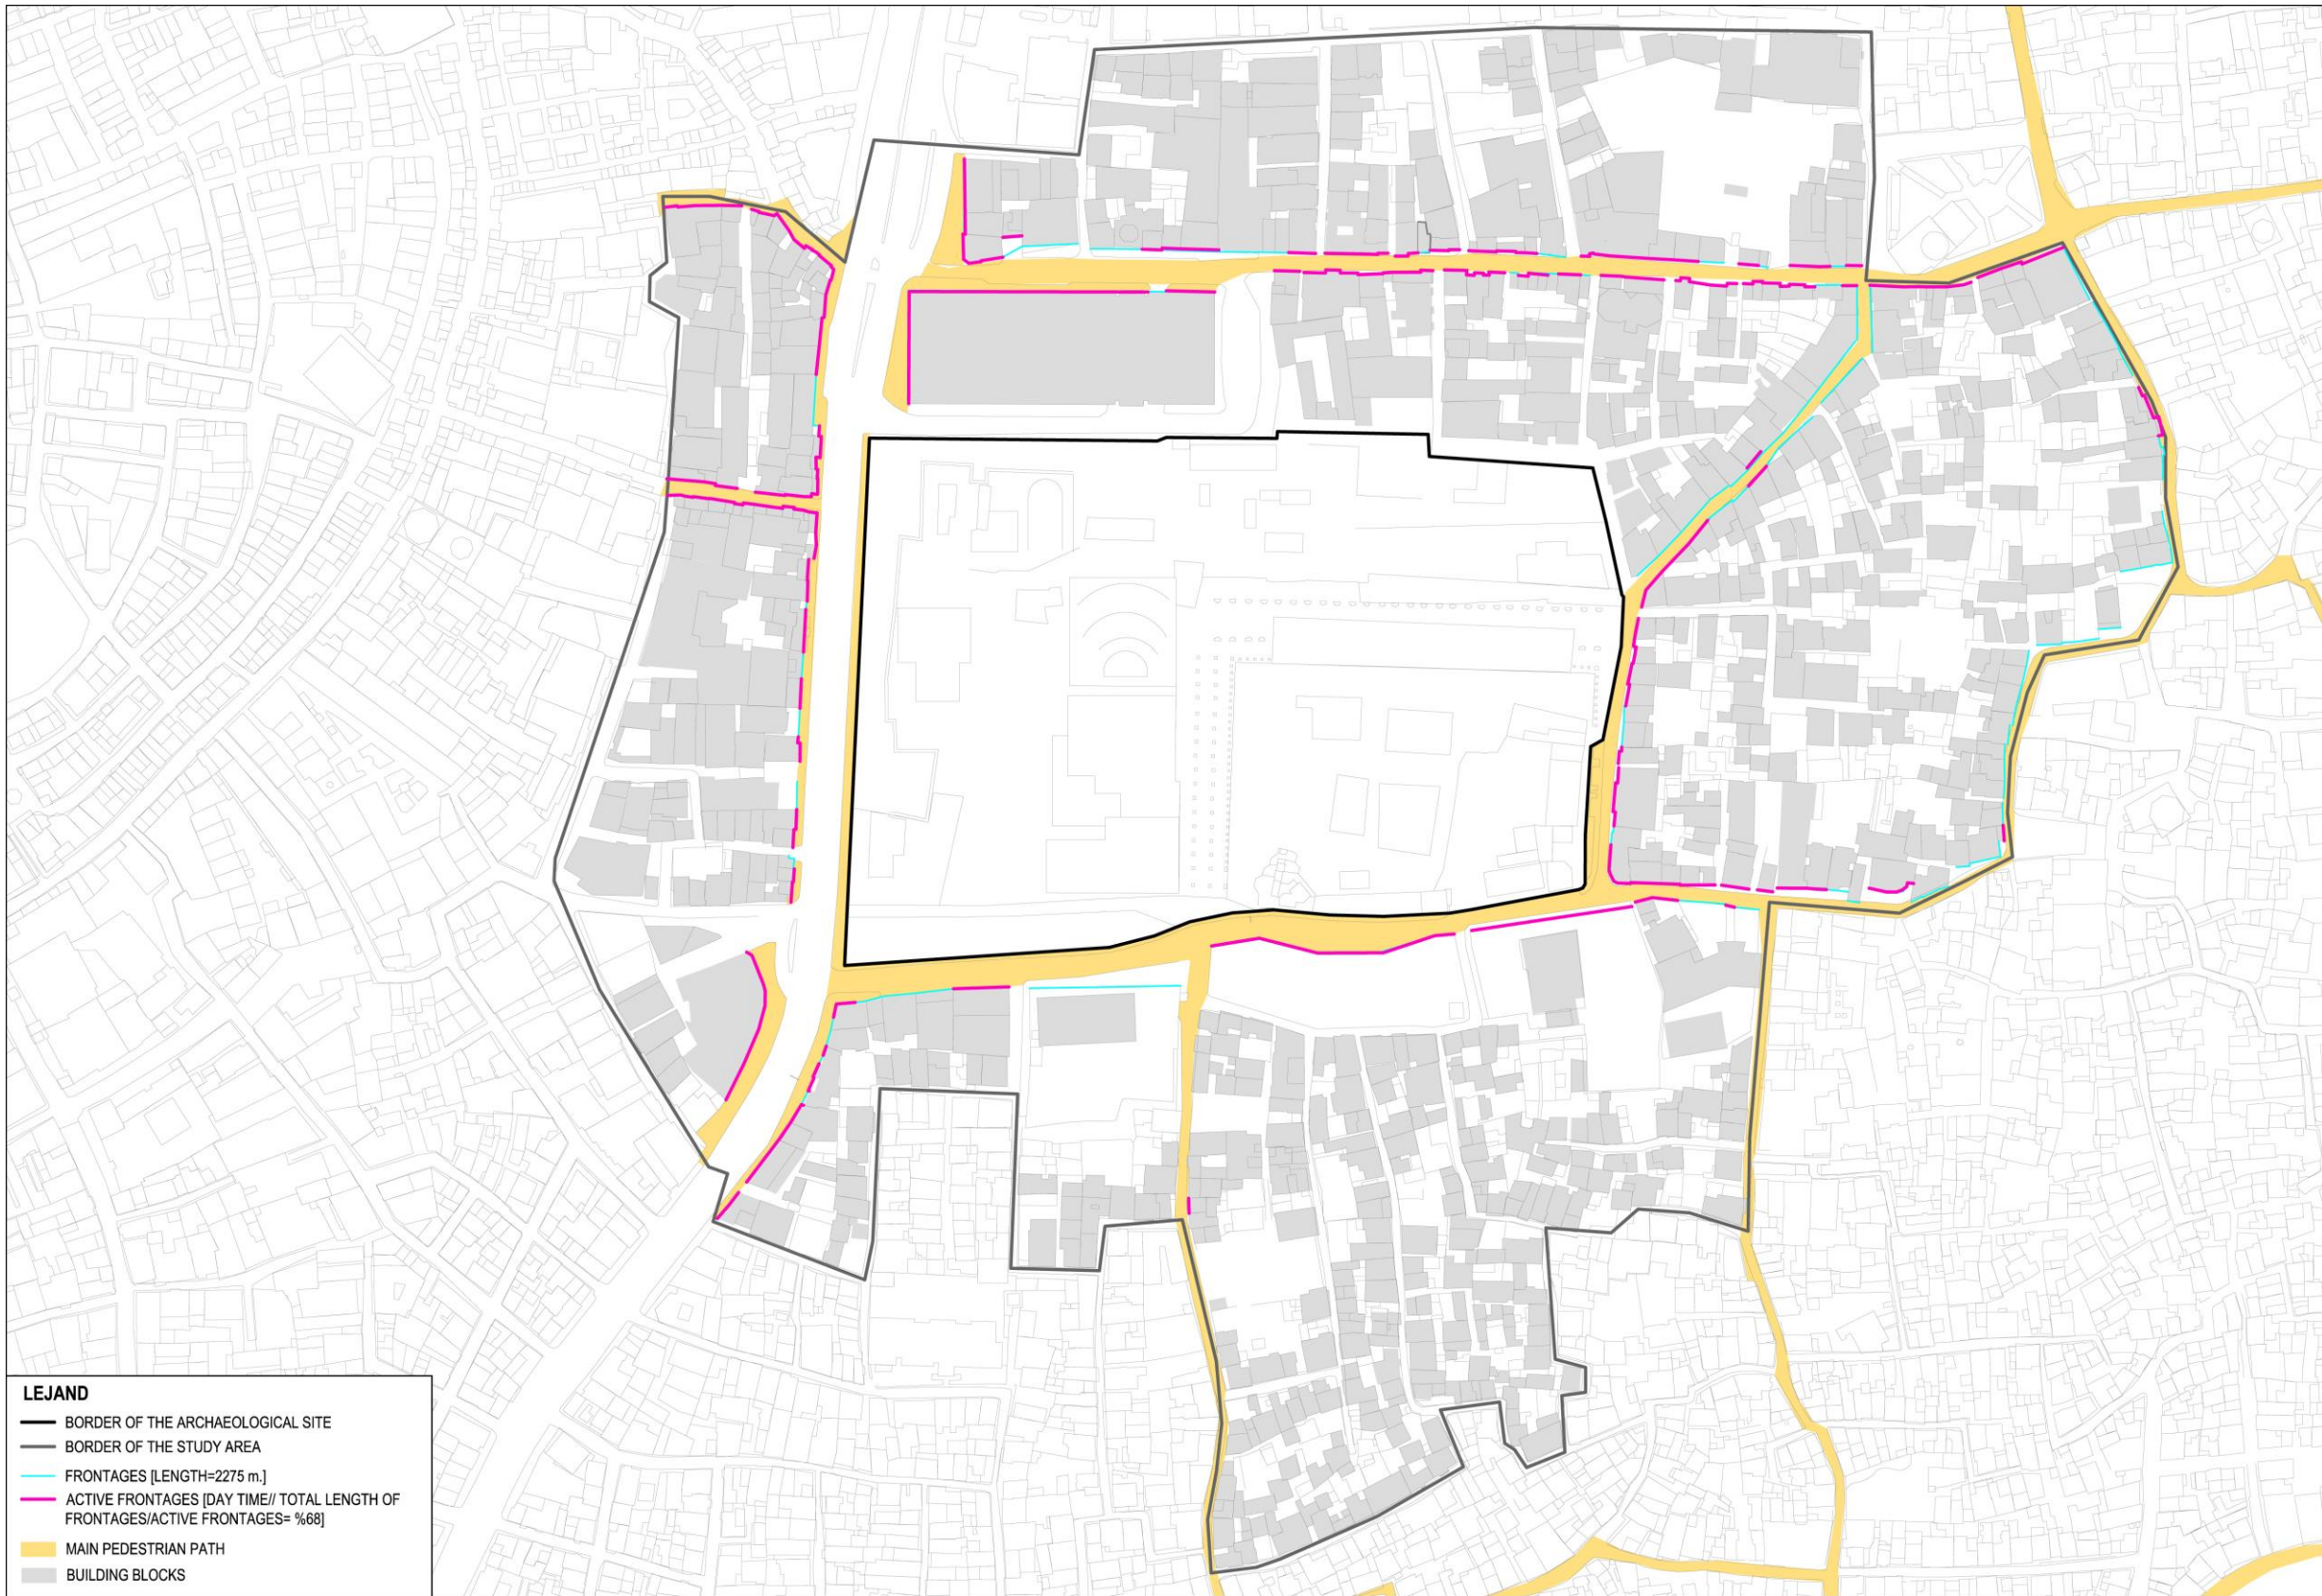 LEJAND
BORDER OF THE ARCHAEOLOGICAL SITE
BORDER OF THE STUDY AREA
FRONTAGES [LENGTH=2275 m.]
ACTIVE FRONTAGES [DAY TIME// TOTAL LENGTH OF
FRONTAGES/ACTIVE FRONTAGES= %68]
MAIN PEDESTRIAN PATH
BUILDING BLOCKS